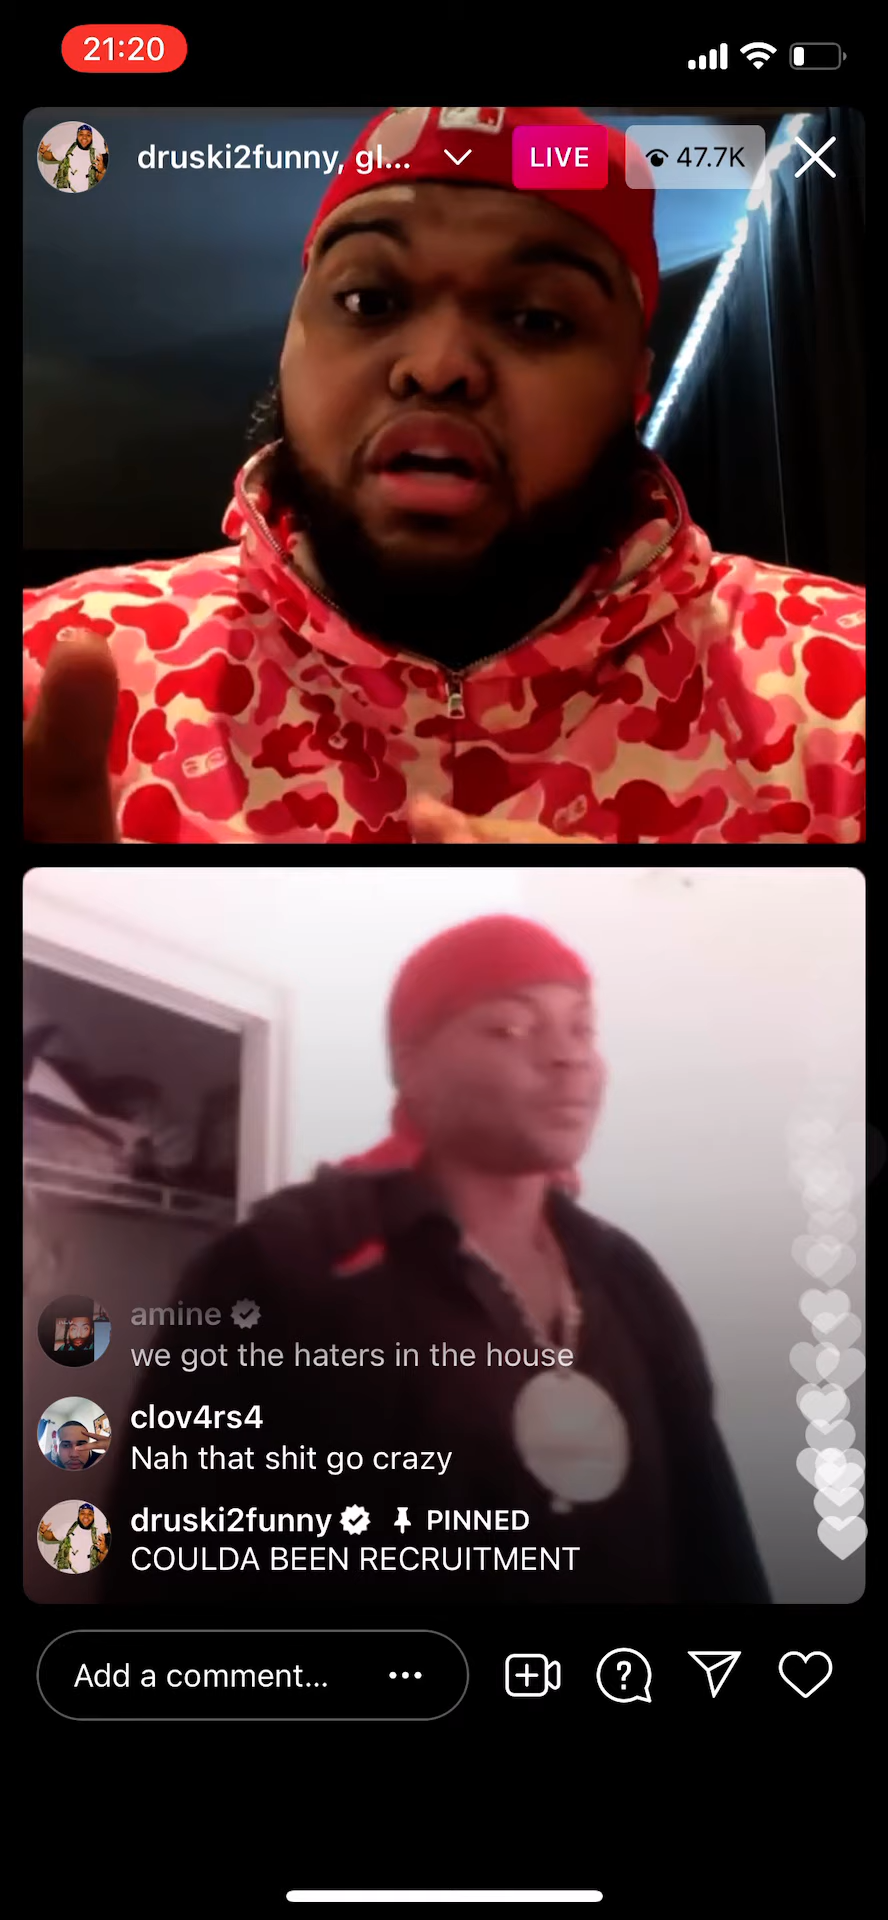 21:20
druski2funny, gl...
LIVE
47.7K
amine
we got the haters in the house
clov4rs4
Nah that shit go crazy
druski2funny PINNED
COULDA BEEN RECRUITMENT
Add a comment...